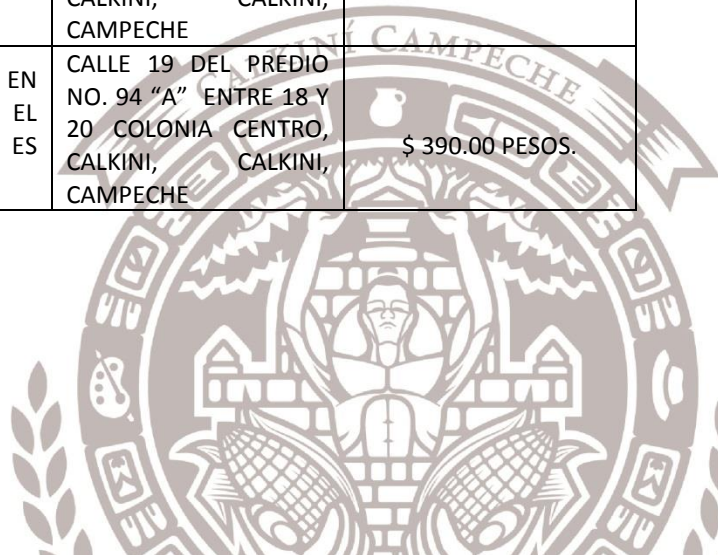 CALKINI, CALKINI,
CAMPECHE
CALKINÍ CAMPECHE
EN
EL
ES
CALLE 19 DEL PREDIO
NO. 94 “A” ENTRE 18 Y
20 COLONIA CENTRO,
CALKINI, CALKINI,
CAMPECHE
$ 390.00 PESOS.